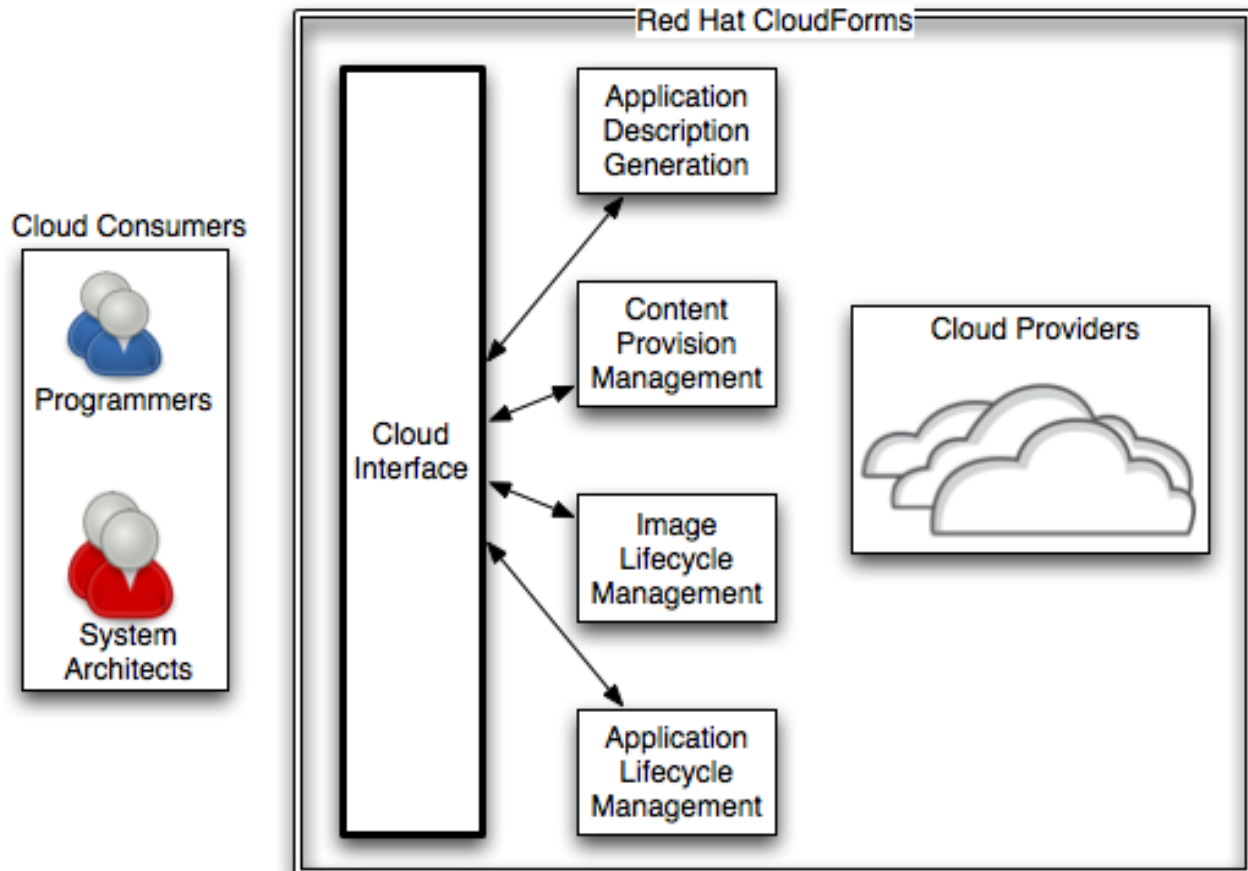 Red Hat CloudForms
Cloud Consumers
Programmers
System
Architects
Cloud
Interface
Application
Description
Generation
Content
Provision
Management
Image
Lifecycle
Management
Application
Lifecycle
Management
Cloud Providers